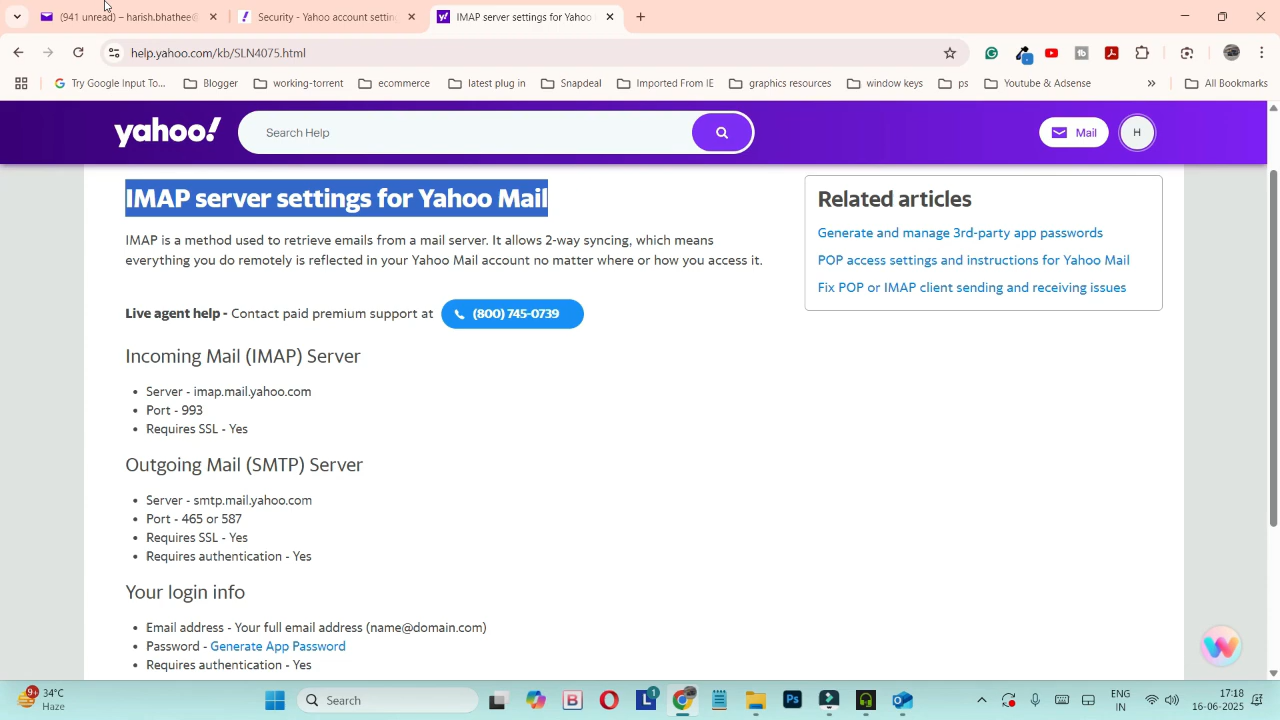 (941 unread) - harish.bhathee@
Security - Yahoo account settin
IMAP server settings for Yahoo
help.yahoo.com/kb/SLN4075.html
Try Google Input To...
Blogger
working-torrent
ecommerce
latest plug in
Snapdeal
Imported From IE
graphics resources
window keys
ps
Youtube & Adsense
»
All Bookmarks
yahoo!
Search Help
Mail
H
IMAP server settings for Yahoo Mail
IMAP is a method used to retrieve emails from a mail server. It allows 2-way syncing, which means
everything you do remotely is reflected in your Yahoo Mail account no matter where or how you access it.
Live agent help - Contact paid premium support at (800) 745-0739
Incoming Mail (IMAP) Server
• Server - imap.mail.yahoo.com
• Port - 993
• Requires SSL - Yes
Outgoing Mail (SMTP) Server
• Server - smtp.mail.yahoo.com
• Port - 465 or 587
• Requires SSL - Yes
• Requires authentication - Yes
Your login info
• Email address - Your full email address (name@domain.com)
• Password - Generate App Password
• Requires authentication - Yes
Related articles
Generate and manage 3rd-party app passwords
POP access settings and instructions for Yahoo Mail
Fix POP or IMAP client sending and receiving issues
9+
34°C
Haze
Search
ENG
IN
17:18
16-06-2025